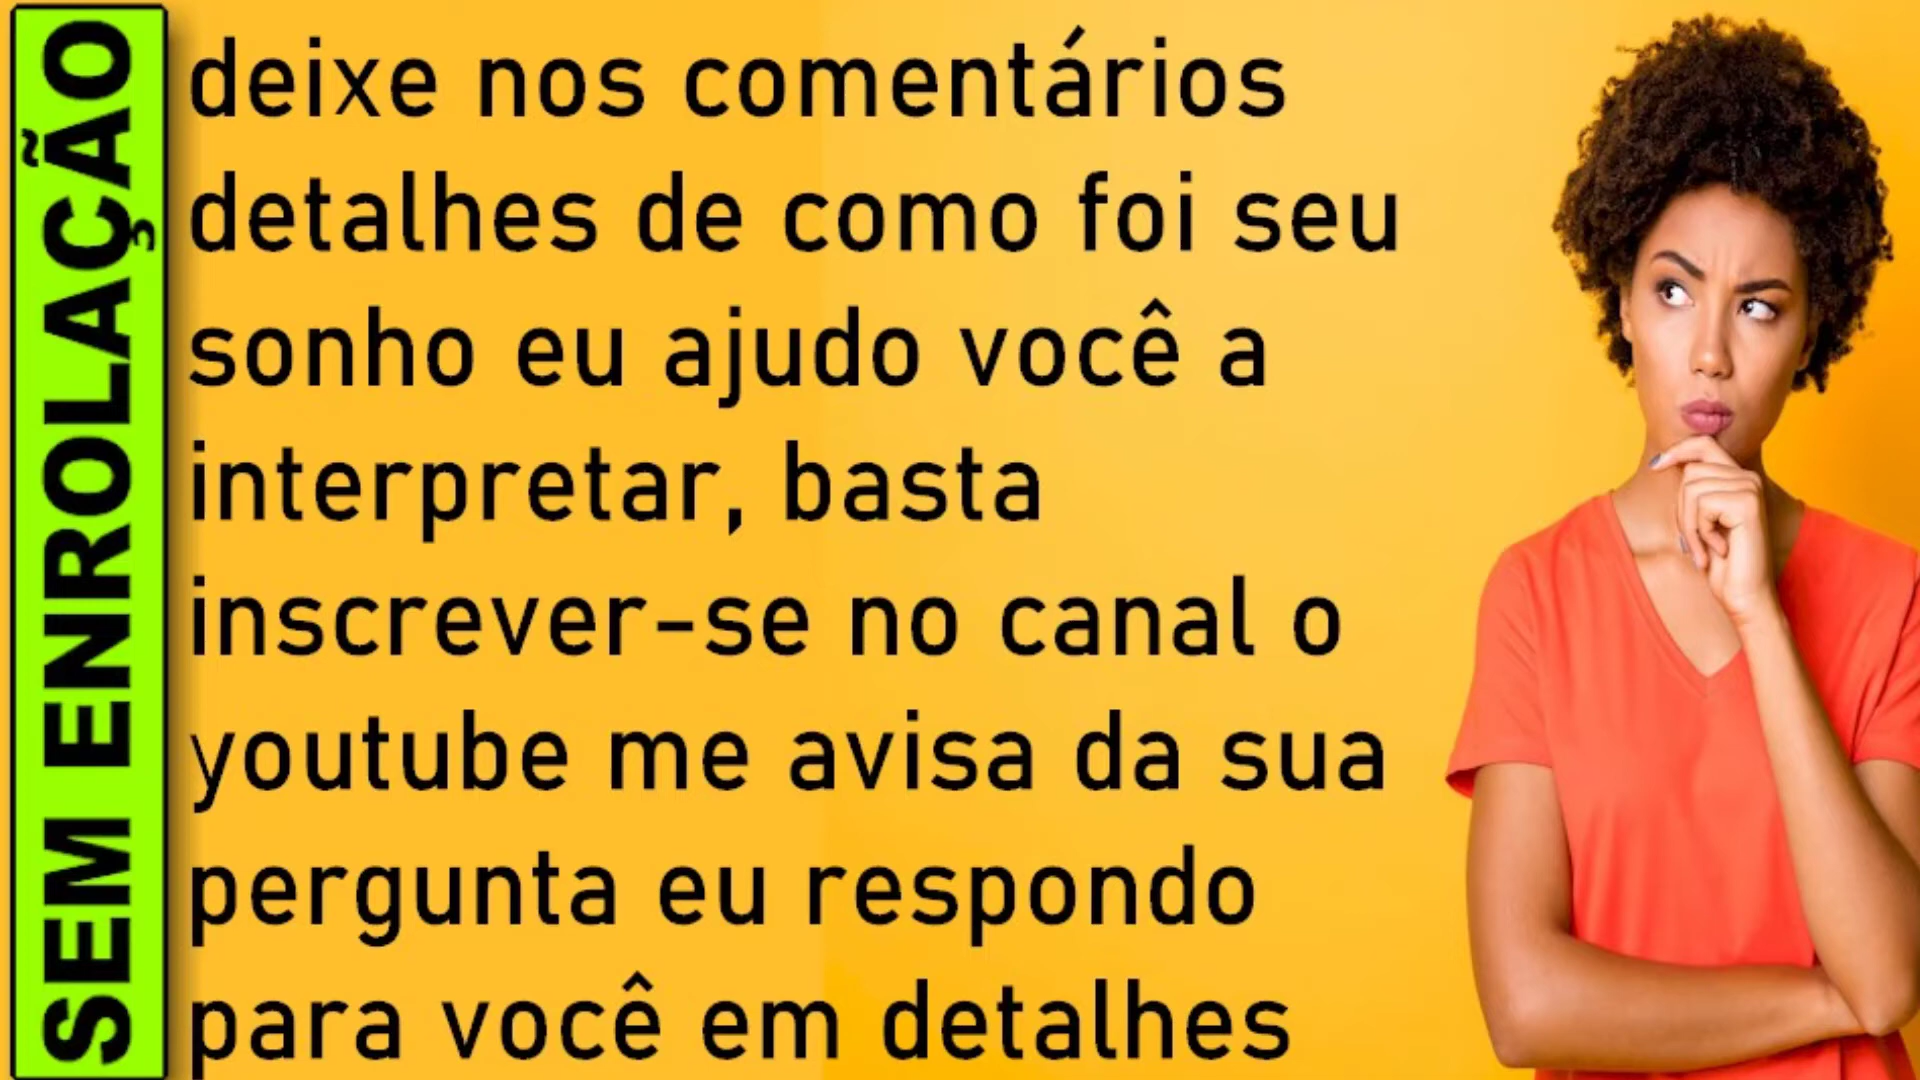 SEM ENROLAÇÃO
deixe nos comentários
detalhes de como foi seu
sonho eu ajudo você a
interpretar, basta
inscrever-se no canal o
youtube me avisa da sua
pergunta eu respondo
para você em detalhes